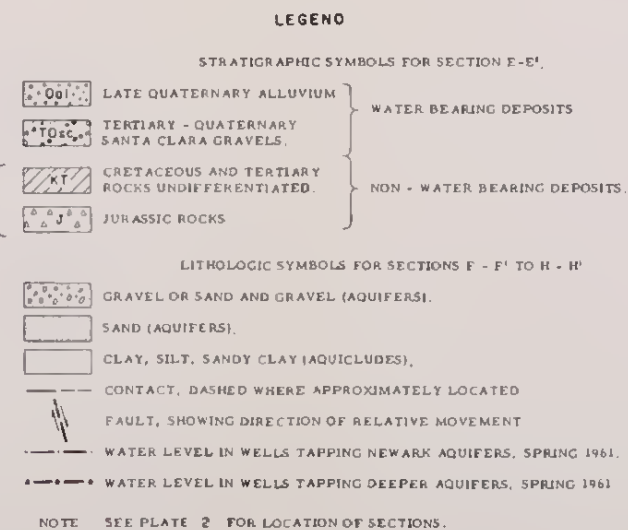 LEGEND
STRATIGRAPHIC SYMBOLS FOR SECTION E-E'.
Qal LATE QUATERNARY ALLUVIUM
WATER BEARING DEPOSITS
TQsc TERTIARY - QUATERNARY
SANTA CLARA GRAVELS.
KT CRETACEOUS AND TERTIARY
ROCKS UNDIFFERENTIATED.
NON - WATER BEARING DEPOSITS.
J JURASSIC ROCKS
LITHOLOGIC SYMBOLS FOR SECTIONS F - F' TO H - H'
GRAVEL OR SAND AND GRAVEL (AQUIFERS).
SAND (AQUIFERS).
CLAY, SILT, SANDY CLAY (AQUICLUDES).
CONTACT, DASHED WHERE APPROXIMATELY LOCATED
FAULT, SHOWING DIRECTION OF RELATIVE MOVEMENT
WATER LEVEL IN WELLS TAPPING NEWARK AQUIFERS, SPRING 1961.
WATER LEVEL IN WELLS TAPPING DEEPER AQUIFERS, SPRING 1961
NOTE SEE PLATE 2 FOR LOCATION OF SECTIONS.